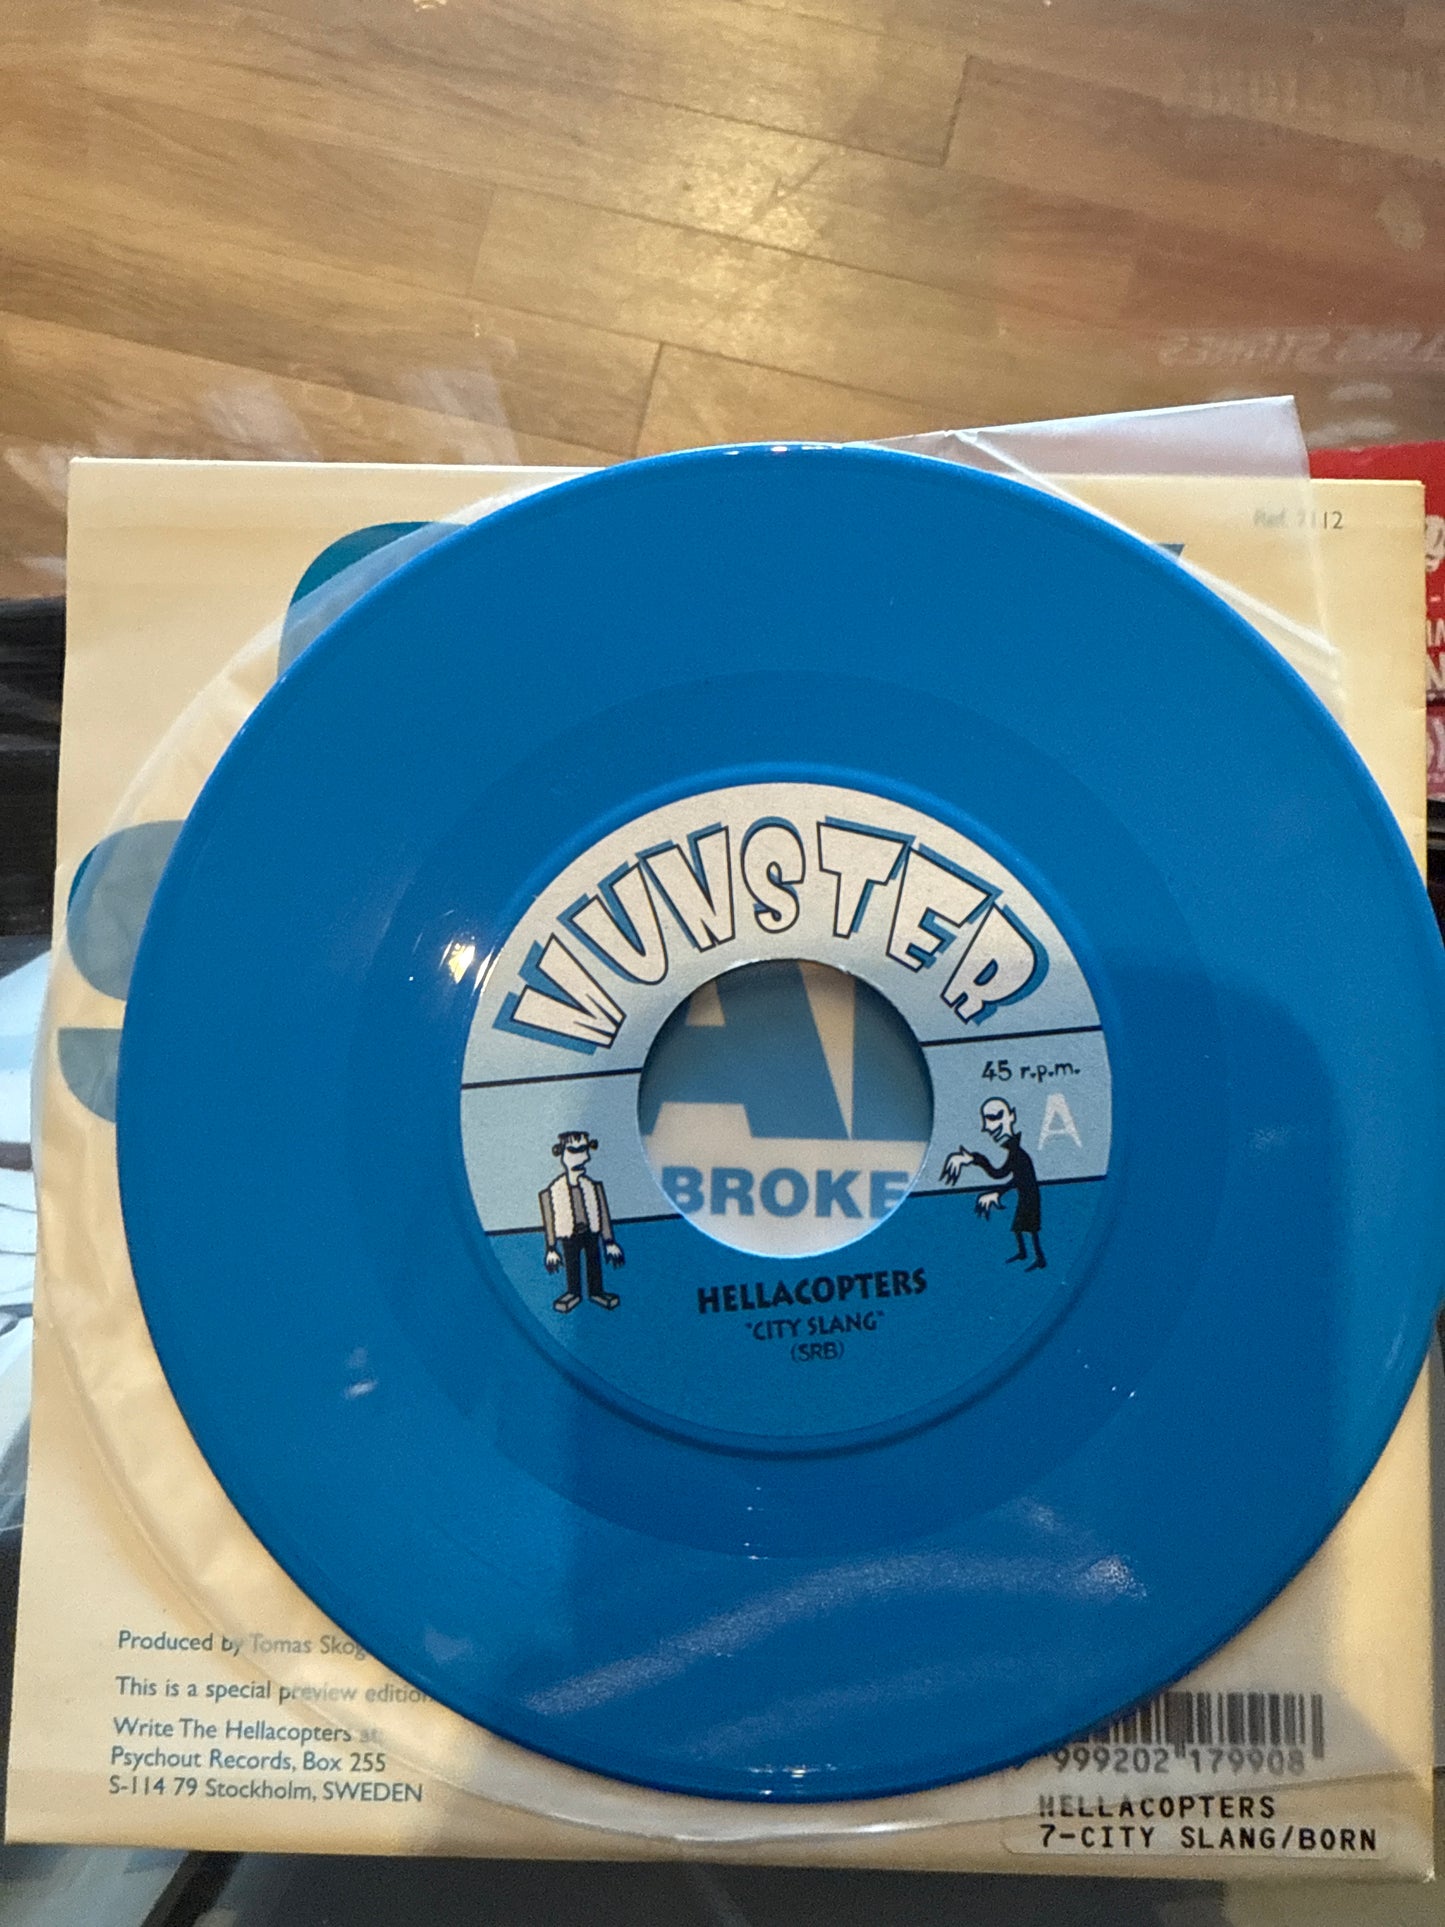 Ref. 7112
MUNSTER
45 r.p.m.
A
BROKE
HELLACOPTERS
"CITY SLANG"
(SRB)
Produced by Tomas Skog
This is a special preview edition
Write The Hellacopters at:
Psychout Records, Box 255
S-114 79 Stockholm, SWEDEN
999202 179908
HELLACOPTERS
7-CITY SLANG/BORN